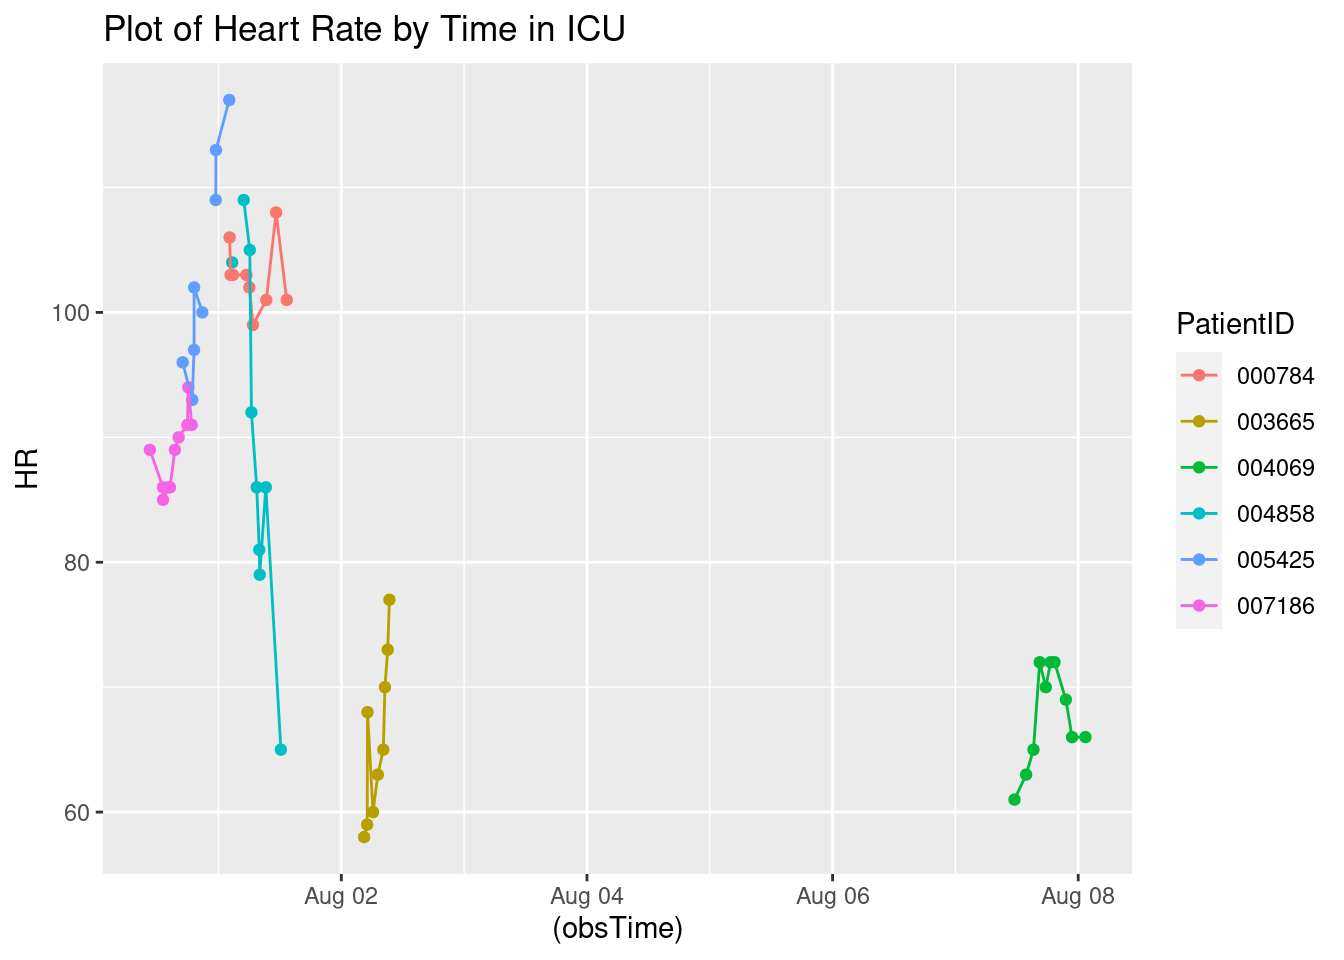 Plot of Heart Rate by Time in ICU
HR
100
80
60
Aug 02 Aug 04 Aug 06 Aug 08
(obsTime)
PatientID
000784
003665
004069
004858
005425
007186